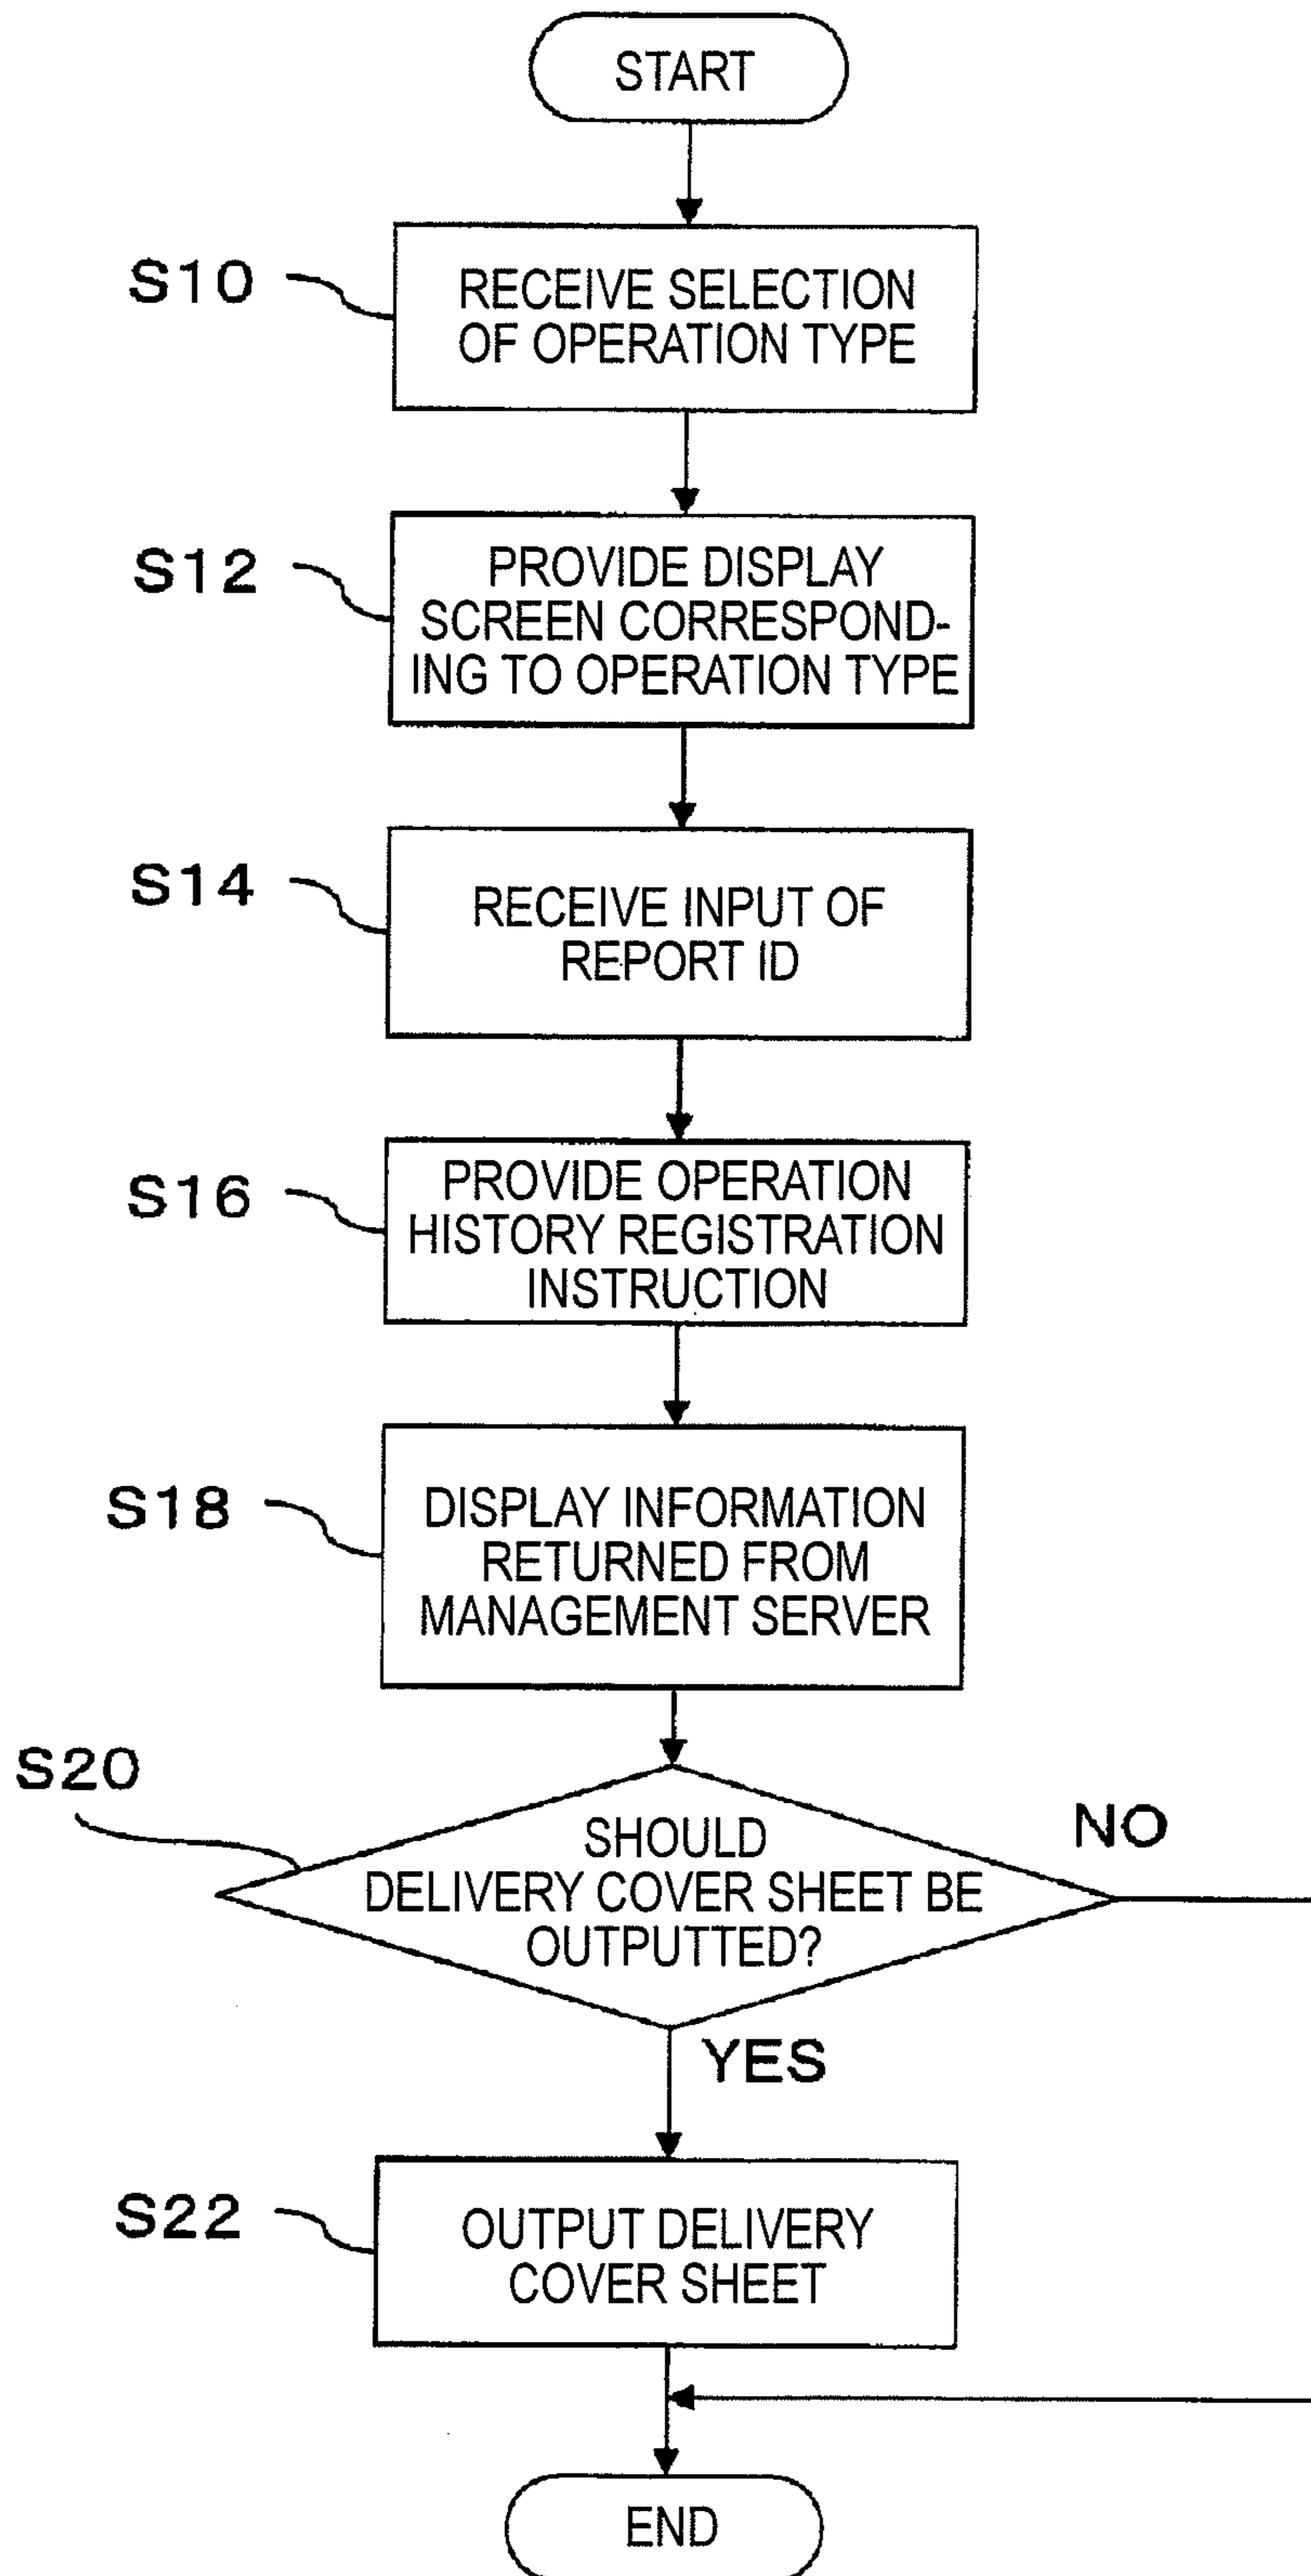 START
S10
RECEIVE SELECTION
OF OPERATION TYPE
S12
PROVIDE DISPLAY
SCREEN CORRESPOND-
ING TO OPERATION TYPE
S14
RECEIVE INPUT OF
REPORT ID
S16
PROVIDE OPERATION
HISTORY REGISTRATION
INSTRUCTION
S18
DISPLAY INFORMATION
RETURNED FROM
MANAGEMENT SERVER
S20
SHOULD
DELIVERY COVER SHEET BE
OUTPUTTED?
NO
YES
S22
OUTPUT DELIVERY
COVER SHEET
END